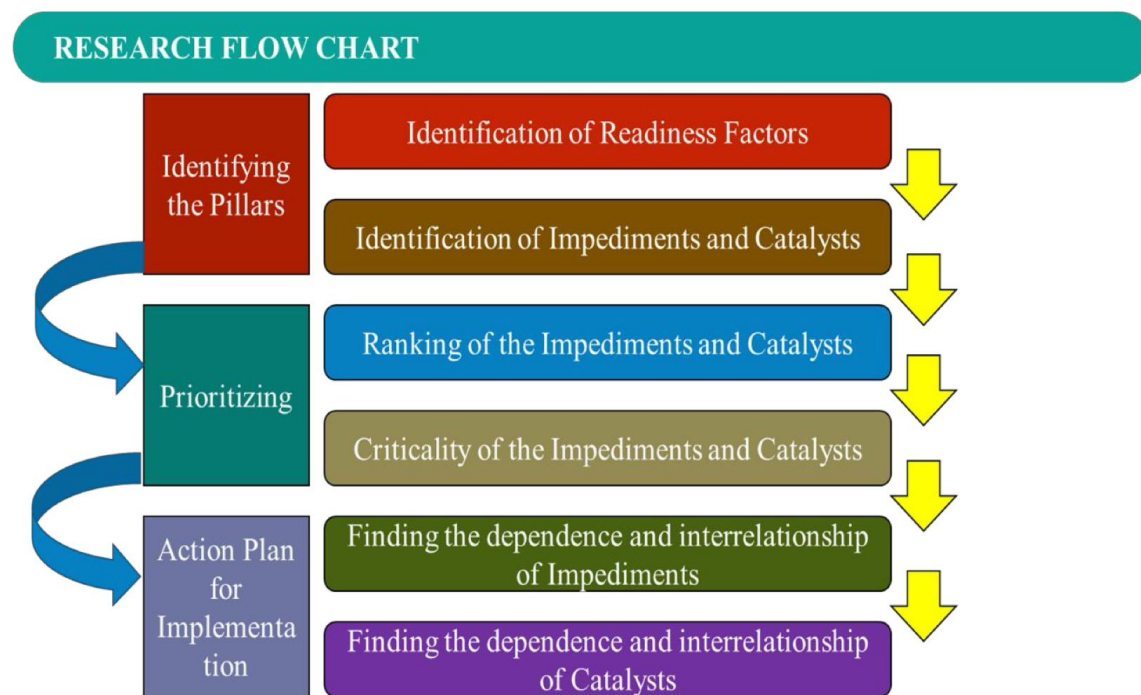 RESEARCH FLOW CHART
Identifying
the Pillars
Identification of Readiness Factors
Identification of Impediments and Catalysts
Prioritizing
Ranking of the Impediments and Catalysts
Criticality of the Impediments and Catalysts
Action Plan
for
Implementa
tion
Finding the dependence and interrelationship
of Impediments
Finding the dependence and interrelationship
of Catalysts